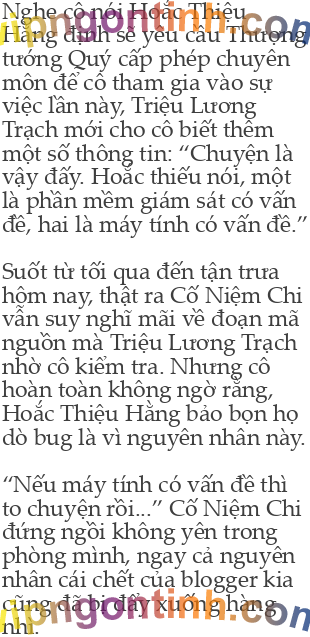 Nghe cô nói Hoắc Thiệu
Hằng định sẽ yêu cầu Thượng
tướng Quý cấp phép chuyên
môn để cô tham gia vào sự
việc lần này, Triệu Lương
Trạch mới cho cô biết thêm
một số thông tin: “Chuyện là
vậy đấy. Hoắc thiếu nói, một
là phần mềm giám sát có vấn
đề, hai là máy tính có vấn đề.”
Suốt từ tối qua đến tận trưa
hôm nay, thật ra Cố Niệm Chi
vẫn suy nghĩ mãi về đoạn mã
nguồn mà Triệu Lương Trạch
nhờ cô kiểm tra. Nhưng cô
hoàn toàn không ngờ rằng,
Hoắc Thiệu Hằng bảo bọn họ
dò bug là vì nguyên nhân này.
“Nếu máy tính có vấn đề thì
to chuyện rồi...” Cố Niệm Chi
đứng ngồi không yên trong
phòng mình, ngay cả nguyên
nhân cái chết của blogger kia
cũng đã bị đẩy xuống hàng
nhì.